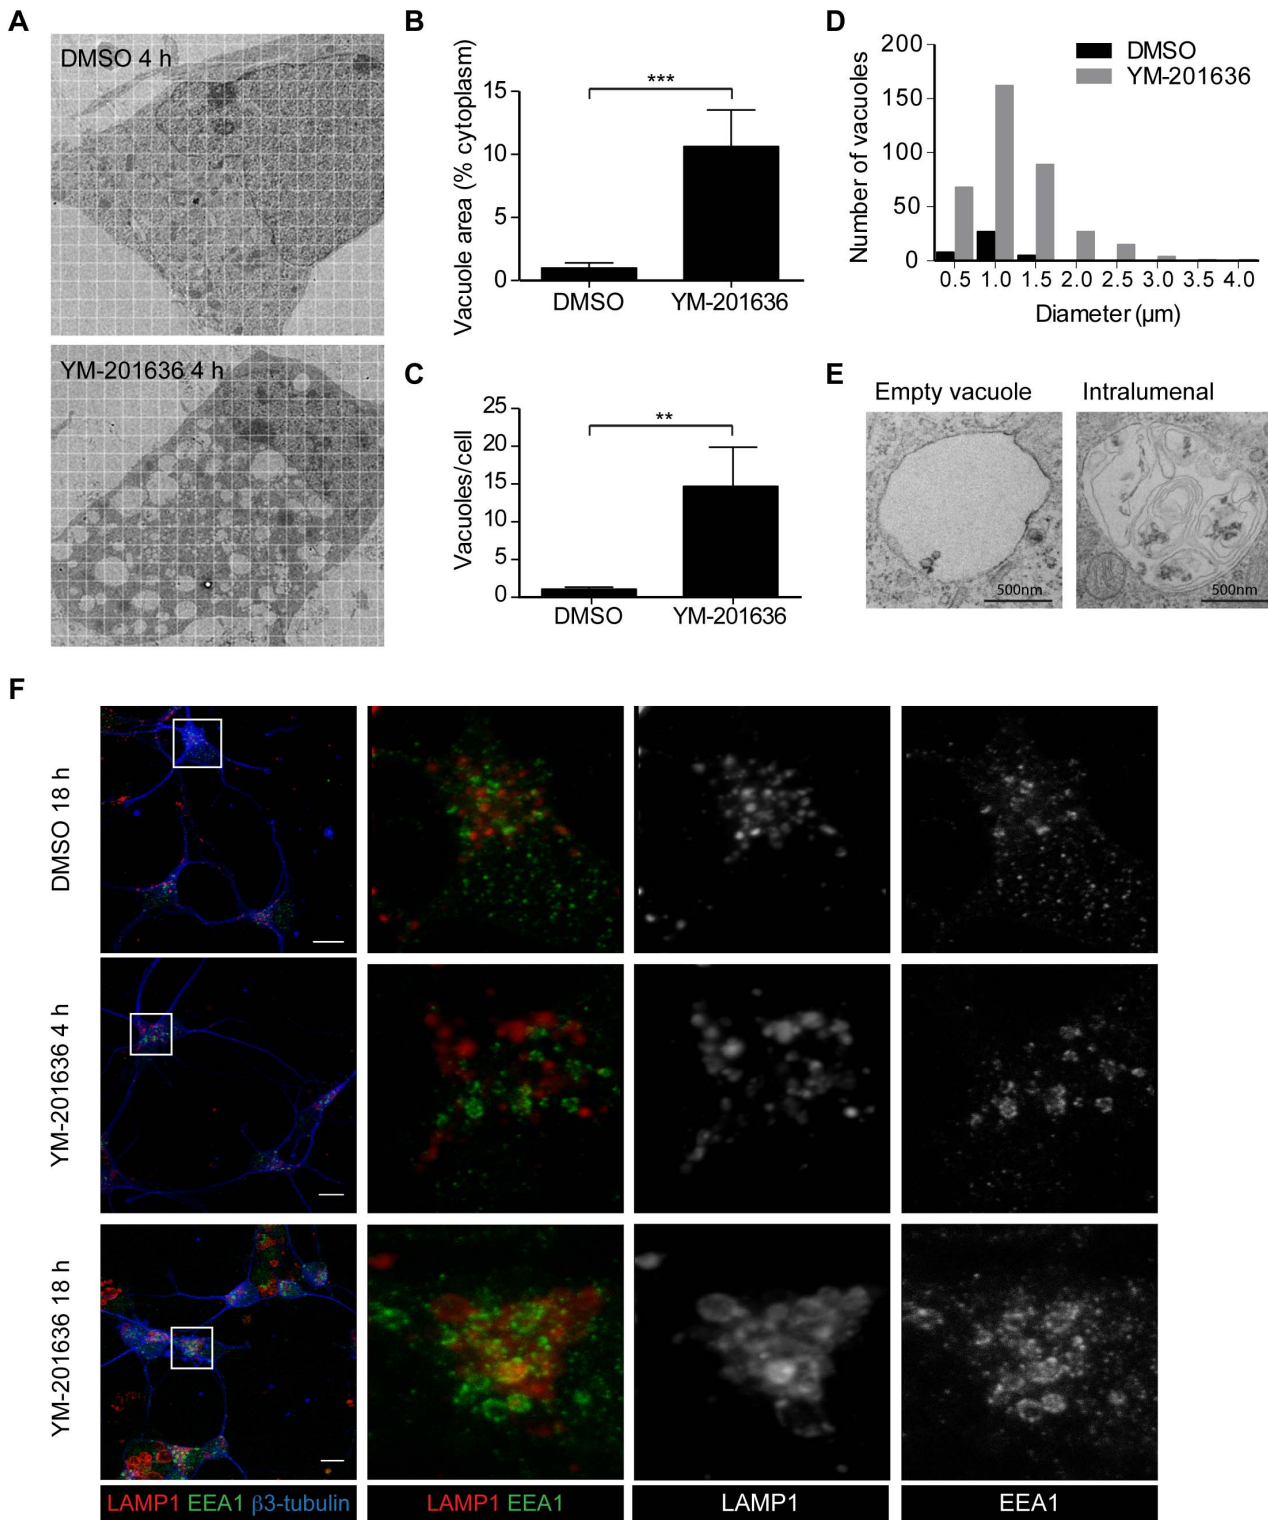 A
DMSO 4 h
YM-201636 4 h
B
Vacuole area (% cytoplasm)
15
10
5
0
***
DMSO YM-201636
C
Vacuoles/cell
25
20
15
10
5
0
**
DMSO YM-201636
D
Number of vacuoles
200
150
100
50
0
DMSO
YM-201636
0.5 1.0 1.5 2.0 2.5 3.0 3.5 4.0
Diameter (µm)
E
Empty vacuole Intralumenal
500nm 500nm
F
DMSO 18 h
YM-201636 4 h
YM-201636 18 h
LAMP1 EEA1 β3-tubulin LAMP1 EEA1 LAMP1 EEA1